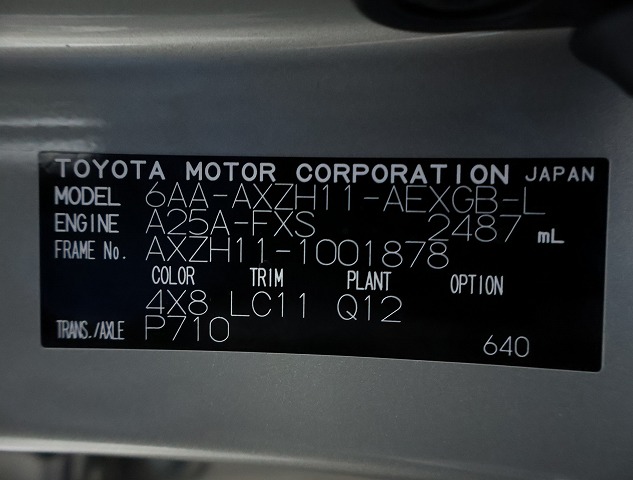 TOYOTA MOTOR CORPORATION JAPAN
MODEL 6AA-AXZH11-AEXGB-L
ENGINE A25A-FXS 2487 mL
FRAME No. AXZH11-1001878
COLOR TRIM PLANT OPTION
4X8 LC11 Q12
TRANS./AXLE P710
640